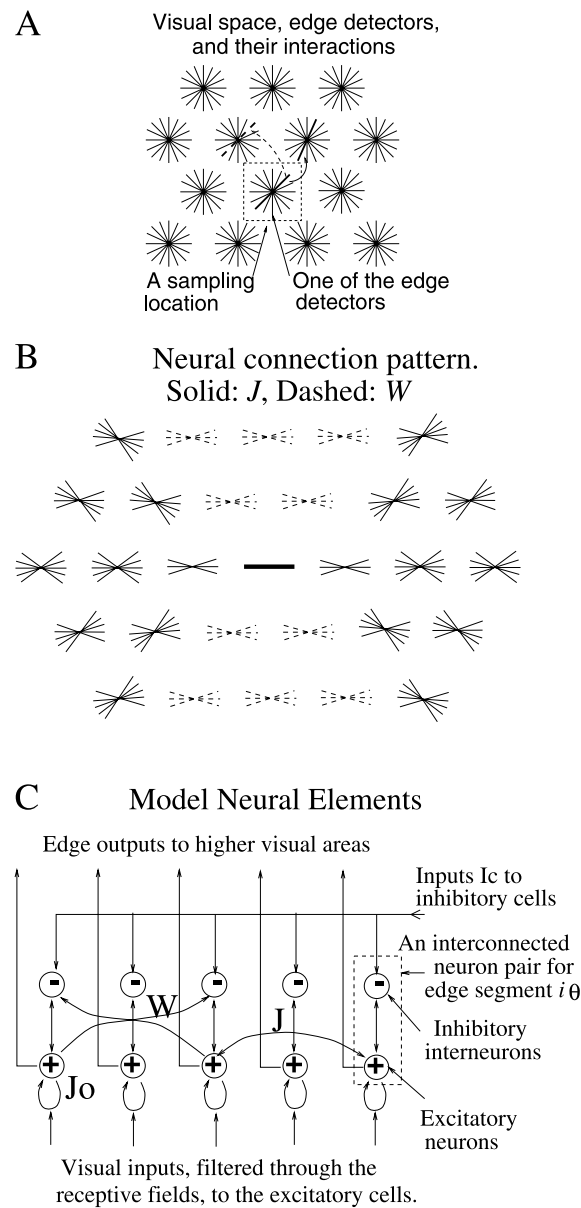 A
Visual space, edge detectors,
and their interactions
A sampling
location
One of the edge
detectors
B
Neural connection pattern.
Solid: J, Dashed: W
C
Model Neural Elements
Edge outputs to higher visual areas
Inputs Ic to
inhibitory cells
An interconnected
neuron pair for
edge segment i θ
- - - - -
W
J
Inhibitory
interneurons
+ + + + +
Jo
Excitatory
neurons
Visual inputs, filtered through the
receptive fields, to the excitatory cells.